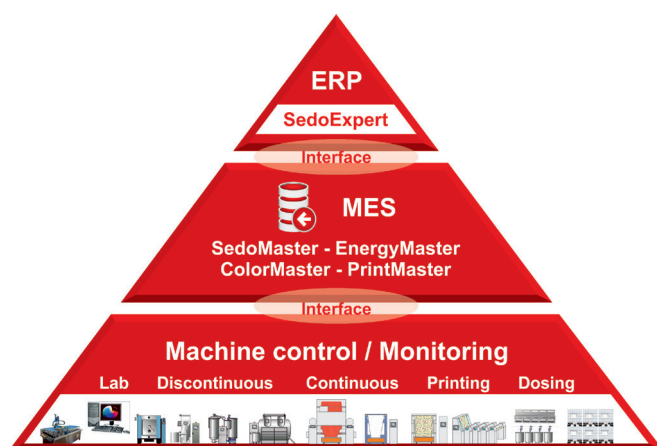 ERP
SedoExpert
Interface
MES
SedoMaster - EnergyMaster
ColorMaster - PrintMaster
Interface
Machine control / Monitoring
Lab Discontinuous Continuous Printing Dosing